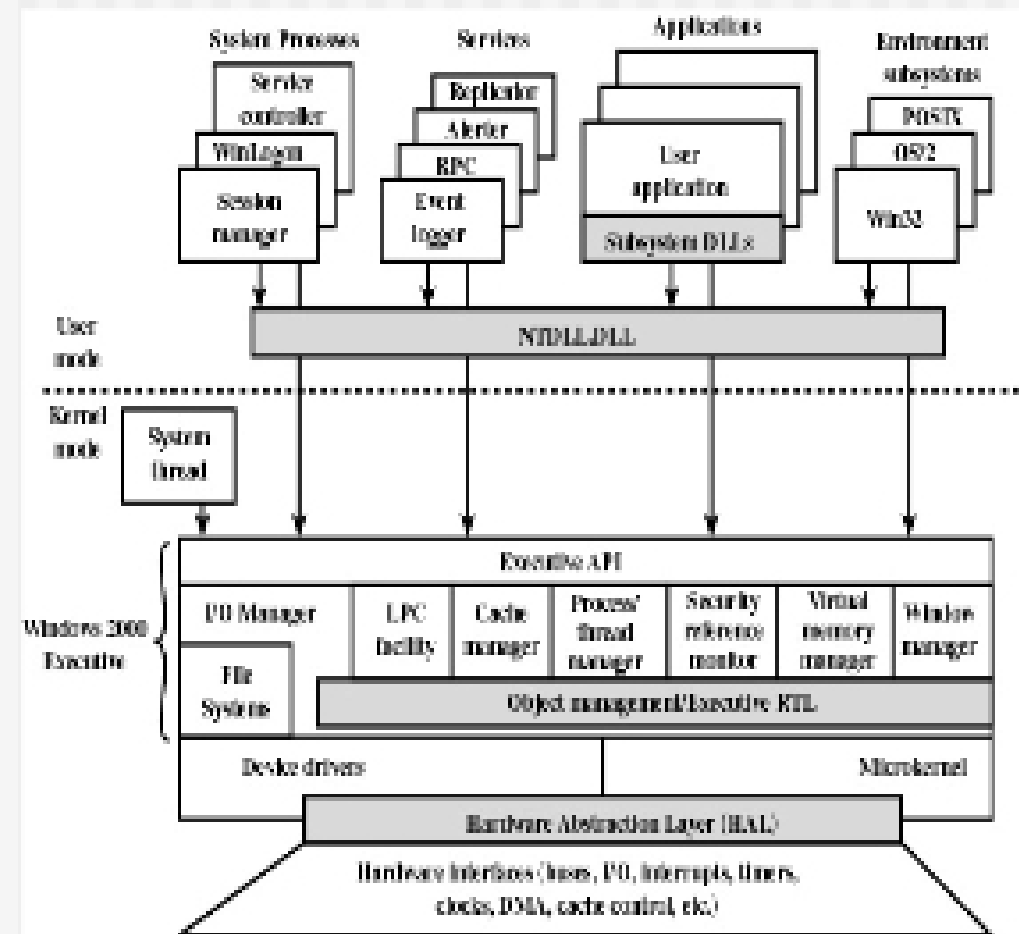 System Processes
Services
Applications
Environment
subsystems
Service
controller
WinLogon
Session
manager
Replicator
Alerter
RPC
Event
logger
User
application
Subsystem DLLs
POSIX
OS/2
Win32
User
mode
NTDLL.DLL
Kernel
mode
System
thread
Windows 2000
Executive
Executive API
I/O Manager
File
Systems
LPC
facility
Cache
manager
Process/
thread
manager
Security
reference
monitor
Virtual
memory
manager
Window
manager
Object management/Executive RTL
Device drivers
Microkernel
Hardware Abstraction Layer (HAL)
Hardware interfaces (buses, I/O, interrupts, timers,
clocks, DMA, cache control, etc.)